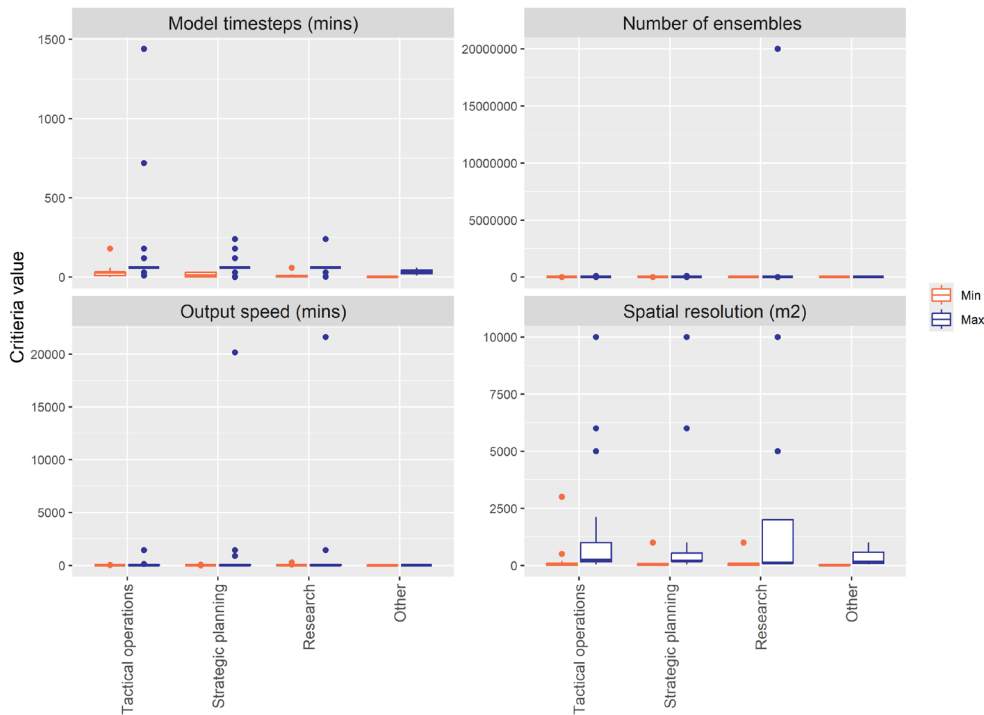 Model timesteps (mins)
Number of ensembles
1500
1000
500
0
20000000
15000000
10000000
5000000
0
Critieria value
Output speed (mins)
Spatial resolution (m2)
20000
15000
10000
5000
0
10000
7500
5000
2500
0
Min
Max
Tactical operations
Strategic planning
Research
Other
Tactical operations
Strategic planning
Research
Other